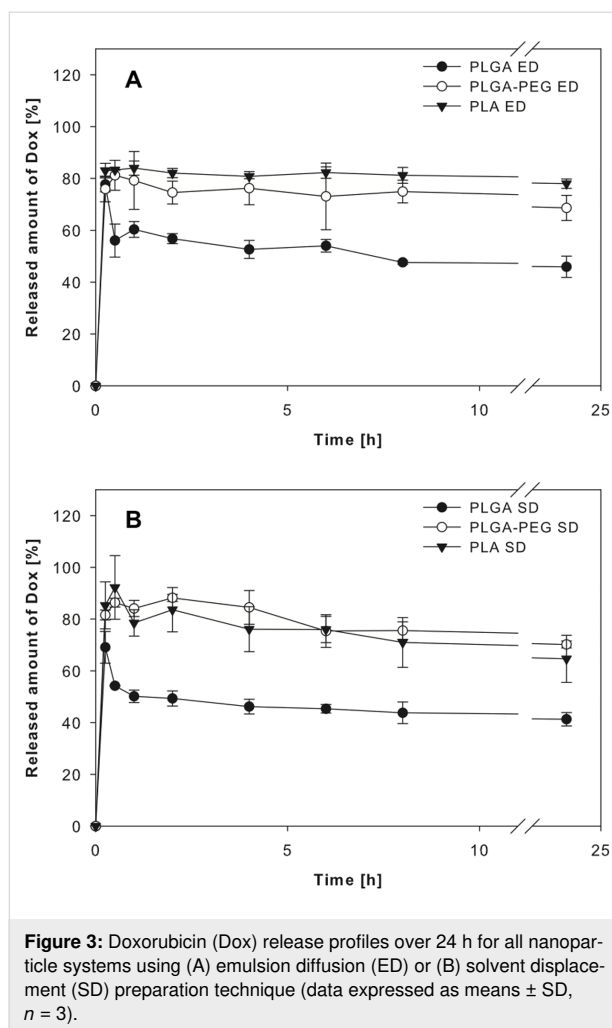 A
PLGA ED
PLGA-PEG ED
PLA ED
Released amount of Dox [%]
120
100
80
60
40
20
0
0 5 10 25
Time [h]
B
PLGA SD
PLGA-PEG SD
PLA SD
Released amount of Dox [%]
120
100
80
60
40
20
0
0 5 10 25
Time [h]
Figure 3: Doxorubicin (Dox) release profiles over 24 h for all nanopar-
ticle systems using (A) emulsion diffusion (ED) or (B) solvent displace-
ment (SD) preparation technique (data expressed as means ± SD,
n = 3).